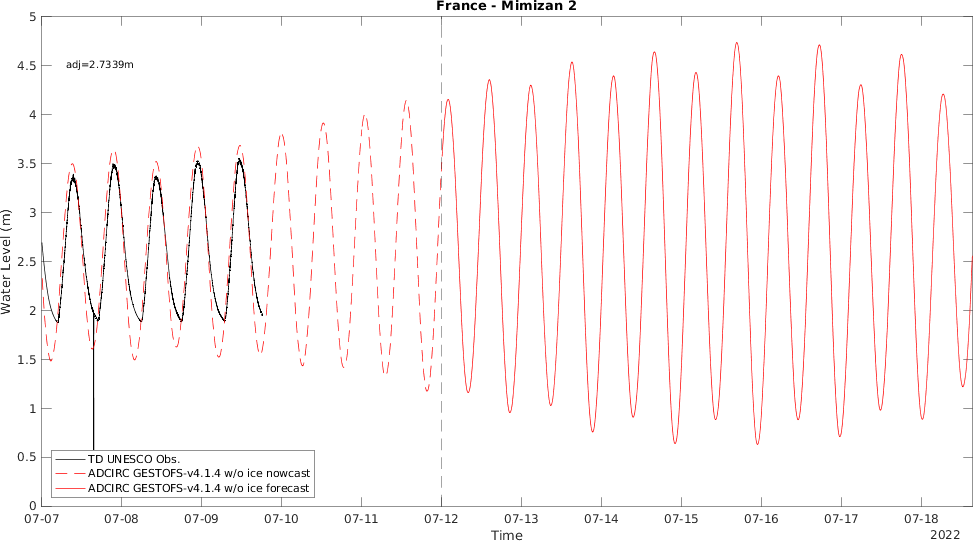 France - Mimizan 2
adj=2.7339m
Water Level (m)
5
4.5
4
3.5
3
2.5
2
1.5
1
0.5
0
TD UNESCO Obs.
ADCIRC GESTOFS-v4.1.4 w/o ice nowcast
ADCIRC GESTOFS-v4.1.4 w/o ice forecast
07-07 07-08 07-09 07-10 07-11 07-12 07-13 07-14 07-15 07-16 07-17 07-18
Time
2022